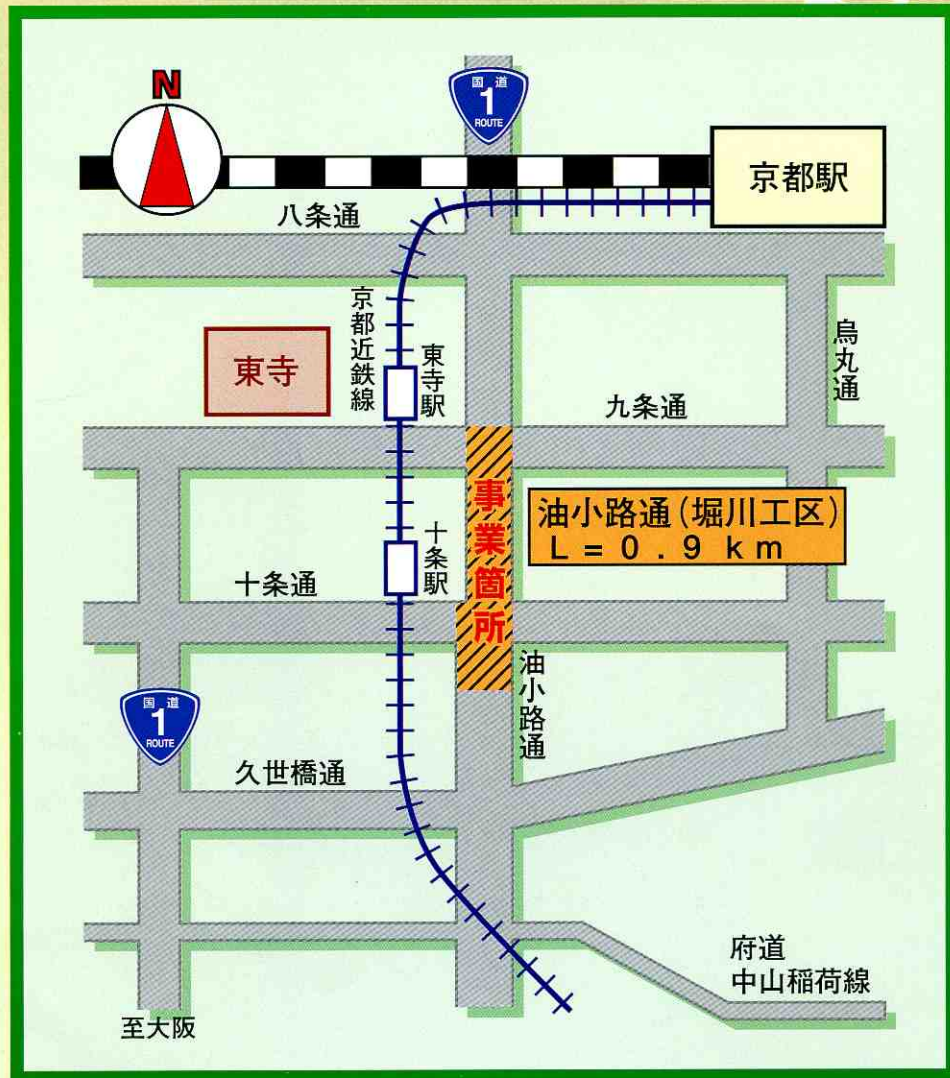 N
国道
1
ROUTE
京都駅
八条通
京都近鉄線
東寺
東寺駅
烏丸通
九条通
事業箇所
油小路通(堀川工区)
L=0.9km
十条駅
十条通
油小路通
国道
1
ROUTE
久世橋通
府道
中山稲荷線
至大阪